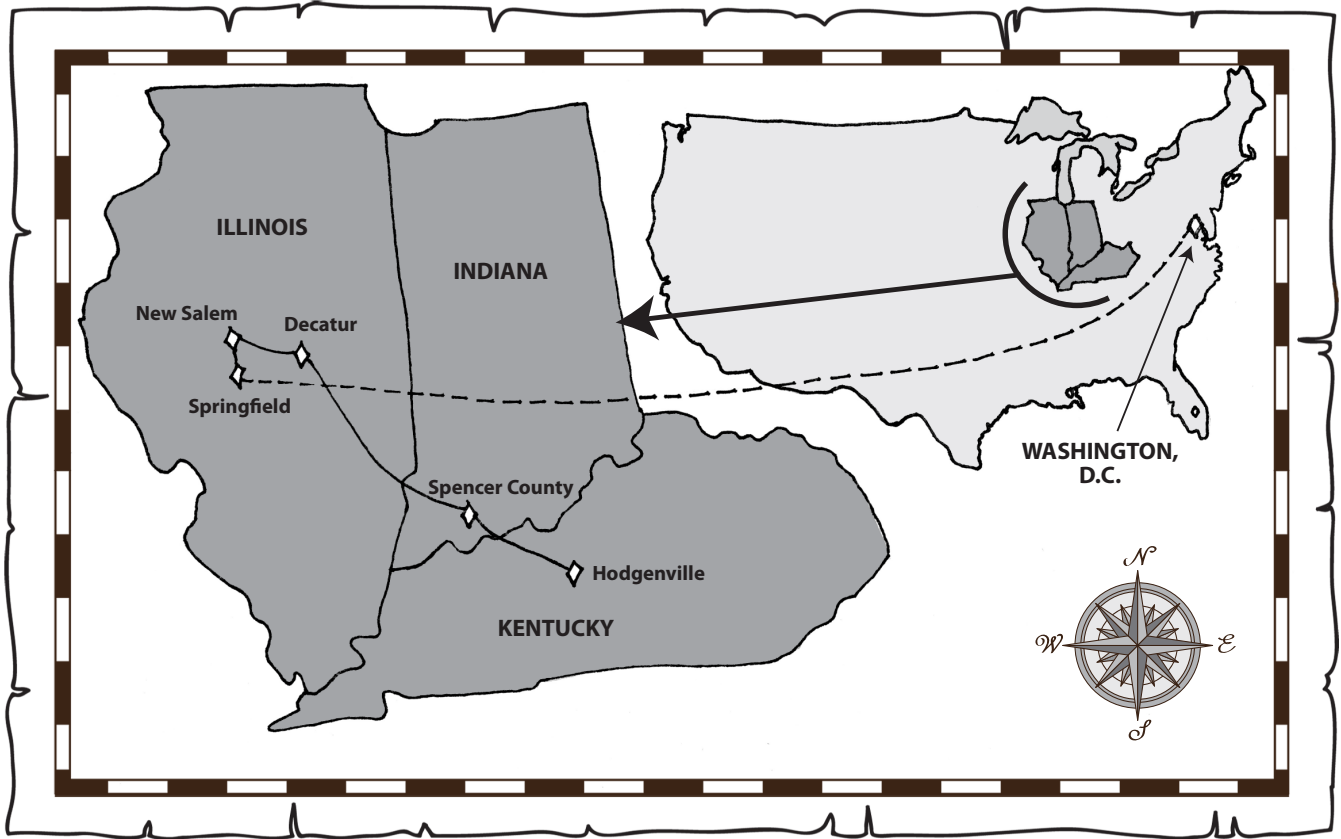 ILLINOIS
INDIANA
New Salem
Decatur
Springfield
Spencer County
Hodgenville
KENTUCKY
WASHINGTON,
D.C.
N
W
E
S